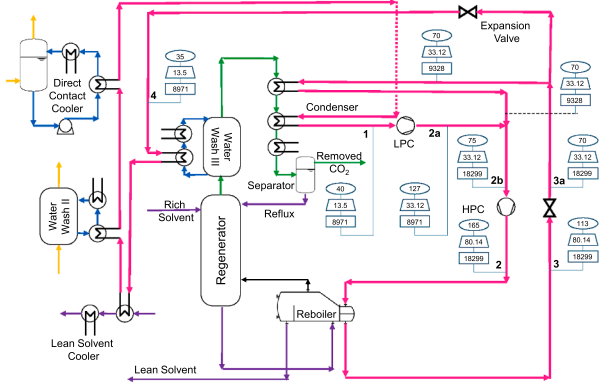 70
33.12
9328
Expansion
Valve
35
13.5
8971
4
70
33.12
9328
Direct
Contact
Cooler
Condenser
1
LPC
2a
Water
Wash III
Removed
CO2
Separator
75
33.12
18299
2b
70
33.12
18299
3a
Rich
Solvent
Reflux
40
13.5
8971
127
33.12
8971
HPC
Water
Wash II
Regenerator
165
80.14
18299
2
113
80.14
18299
3
Reboiler
Lean Solvent
Cooler
Lean Solvent